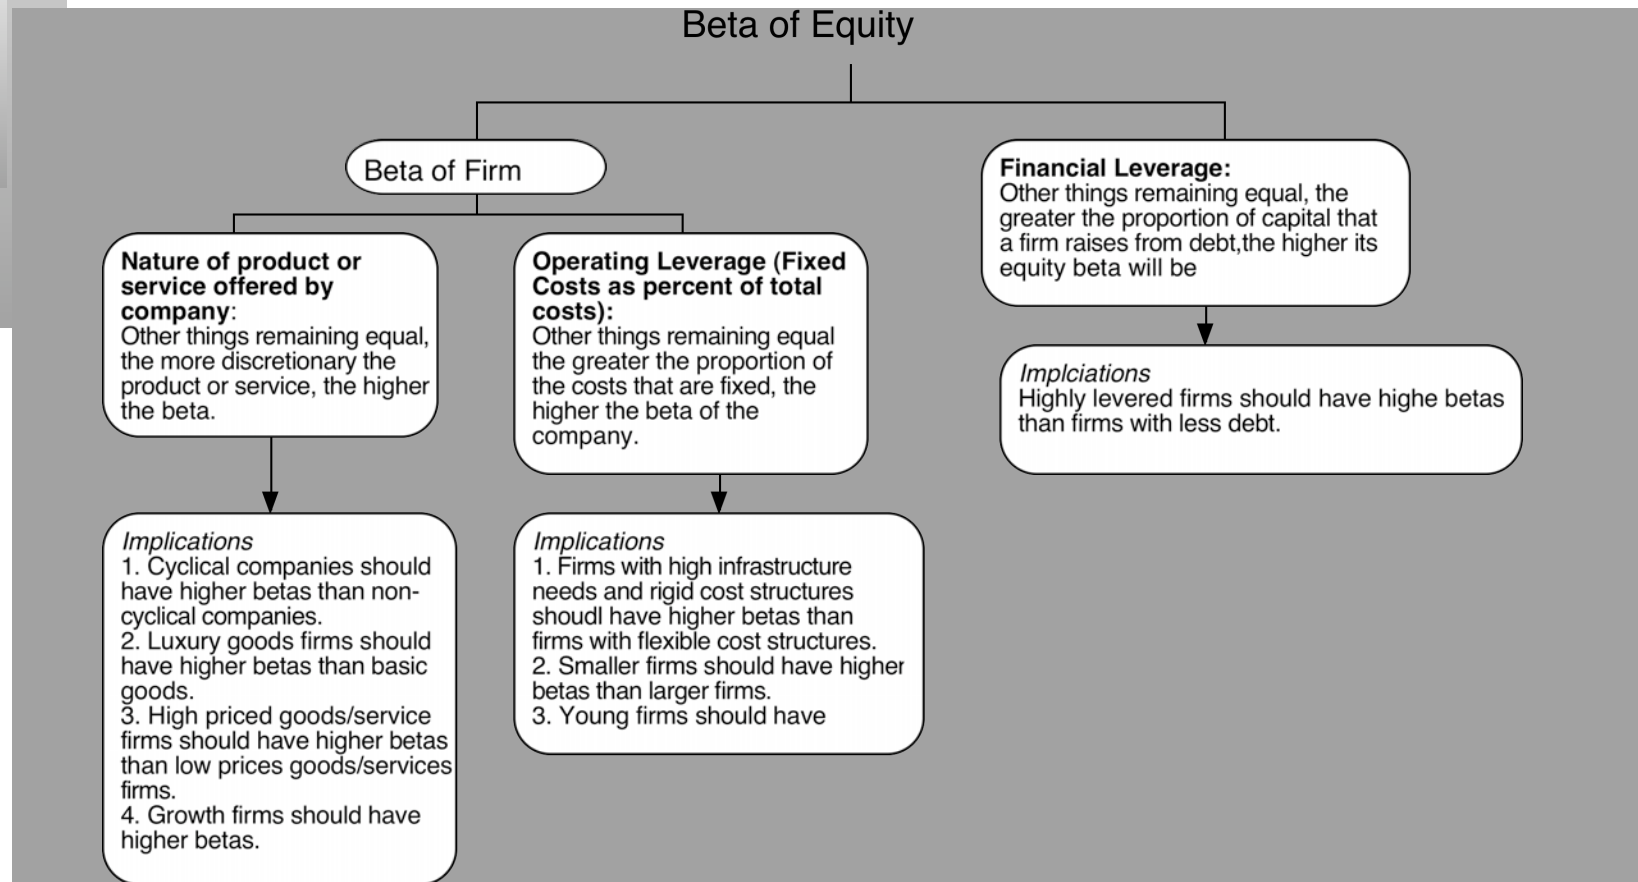 Beta of Equity
Beta of Firm
Nature of product or
service offered by
company:
Other things remaining equal,
the more discretionary the
product or service, the higher
the beta.
Operating Leverage (Fixed
Costs as percent of total
costs):
Other things remaining equal
the greater the proportion of
the costs that are fixed, the
higher the beta of the
company.
Financial Leverage:
Other things remaining equal, the
greater the proportion of capital that
a firm raises from debt,the higher its
equity beta will be
Implciations
Highly levered firms should have highe betas
than firms with less debt.
Implications
1. Cyclical companies should
have higher betas than non-
cyclical companies.
2. Luxury goods firms should
have higher betas than basic
goods.
3. High priced goods/service
firms should have higher betas
than low prices goods/services
firms.
4. Growth firms should have
higher betas.
Implications
1. Firms with high infrastructure
needs and rigid cost structures
shoudl have higher betas than
firms with flexible cost structures.
2. Smaller firms should have higher
betas than larger firms.
3. Young firms should have